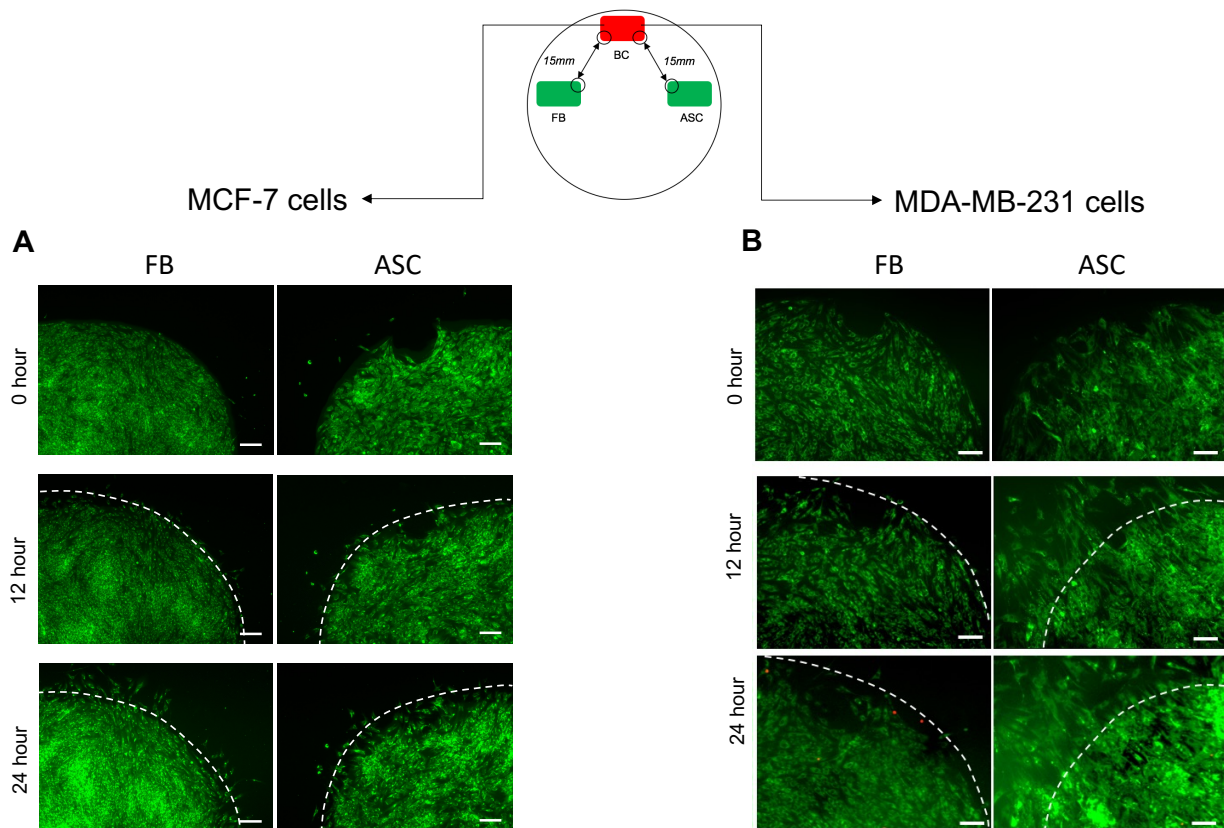 BC
15mm 15mm
FB ASC
MCF-7 cells MDA-MB-231 cells
A B
FB ASC FB ASC
0 hour 0 hour
12 hour 12 hour
24 hour 24 hour